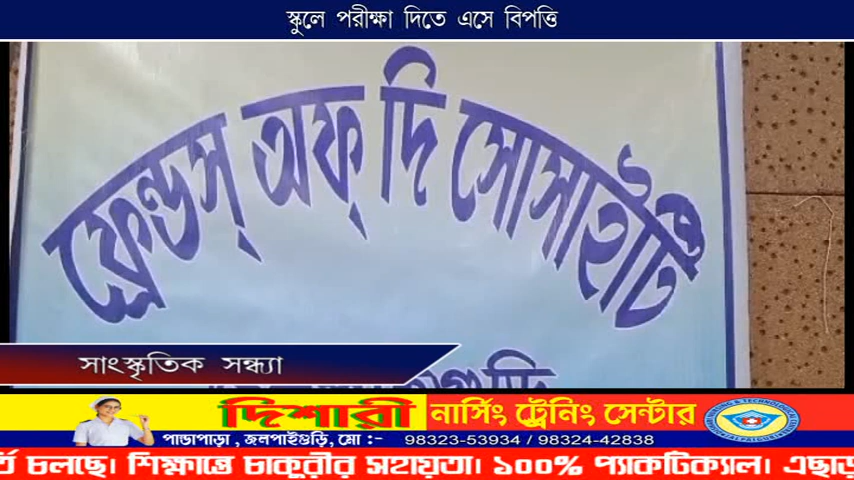 স্কুলে পরীক্ষা দিতে এসে বিপত্তি
ফ্রেন্ডস্ অফ্ দি সোসাইটি
সাংস্কৃতিক সন্ধ্যা
দিশারী নার্সিং ট্রেনিং সেন্টার
পান্ডাপাড়া , জলপাইগুড়ি, মো :- 98323-53934 / 98324-42838
চলছে। শিক্ষান্তে চাকুরীর সহায়তা। ১০০% প্যাকটিক্যাল।